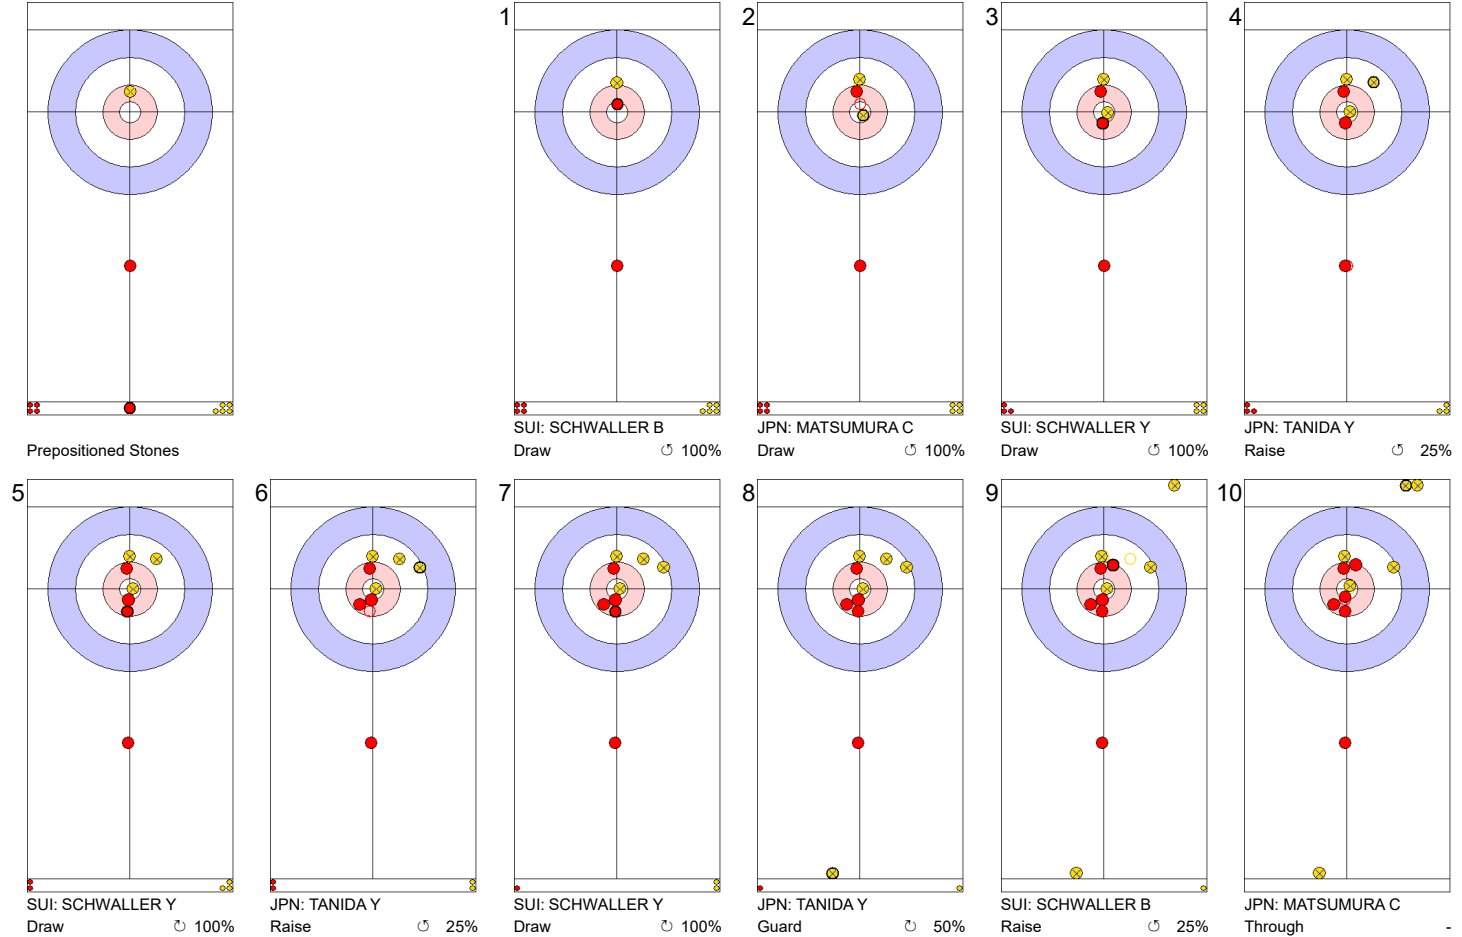 1
2
3
4
Prepositioned Stones
SUI: SCHWALLER B
Draw ↺ 100%
JPN: MATSUMURA C
Draw ↺ 100%
SUI: SCHWALLER Y
Draw ↺ 100%
JPN: TANIDA Y
Raise ↺ 25%
5
6
7
8
9
10
SUI: SCHWALLER Y
Draw ↻ 100%
JPN: TANIDA Y
Raise ↺ 25%
SUI: SCHWALLER Y
Draw ↻ 100%
JPN: TANIDA Y
Guard ↻ 50%
SUI: SCHWALLER B
Raise ↺ 25%
JPN: MATSUMURA C
Through -